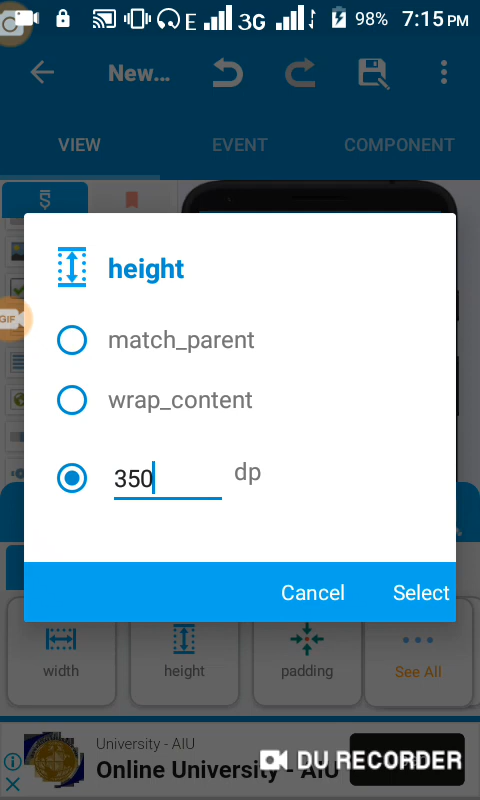 E 3G 98% 7:15 PM
New...
VIEW EVENT COMPONENT
GIF
height
match_parent
wrap_content
350 dp
Cancel Select
width height padding See All
University - AIU
Online University - AIU
DU RECORDER